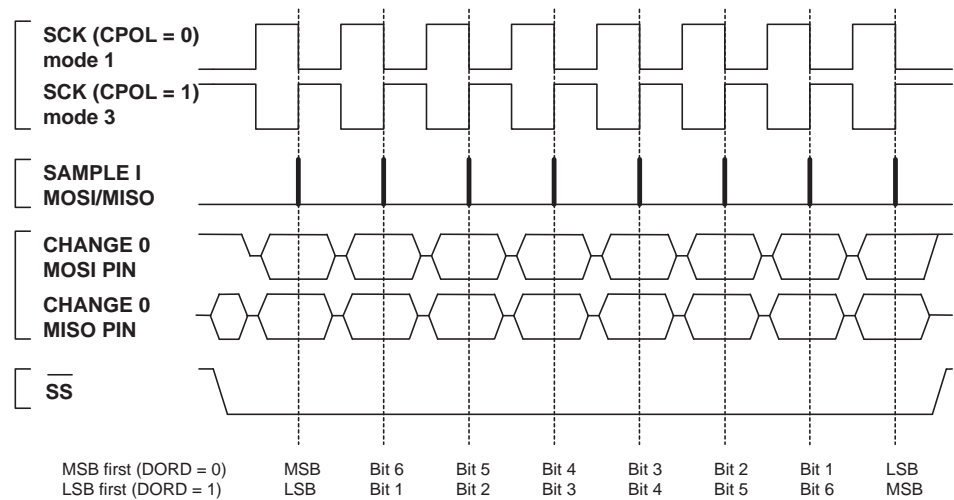 SCK (CPOL = 0)
mode 1
SCK (CPOL = 1)
mode 3
SAMPLE I
MOSI/MISO
CHANGE 0
MOSI PIN
CHANGE 0
MISO PIN
SS
MSB first (DORD = 0) MSB Bit 6 Bit 5 Bit 4 Bit 3 Bit 2 Bit 1 LSB
LSB first (DORD = 1) LSB Bit 1 Bit 2 Bit 3 Bit 4 Bit 5 Bit 6 MSB